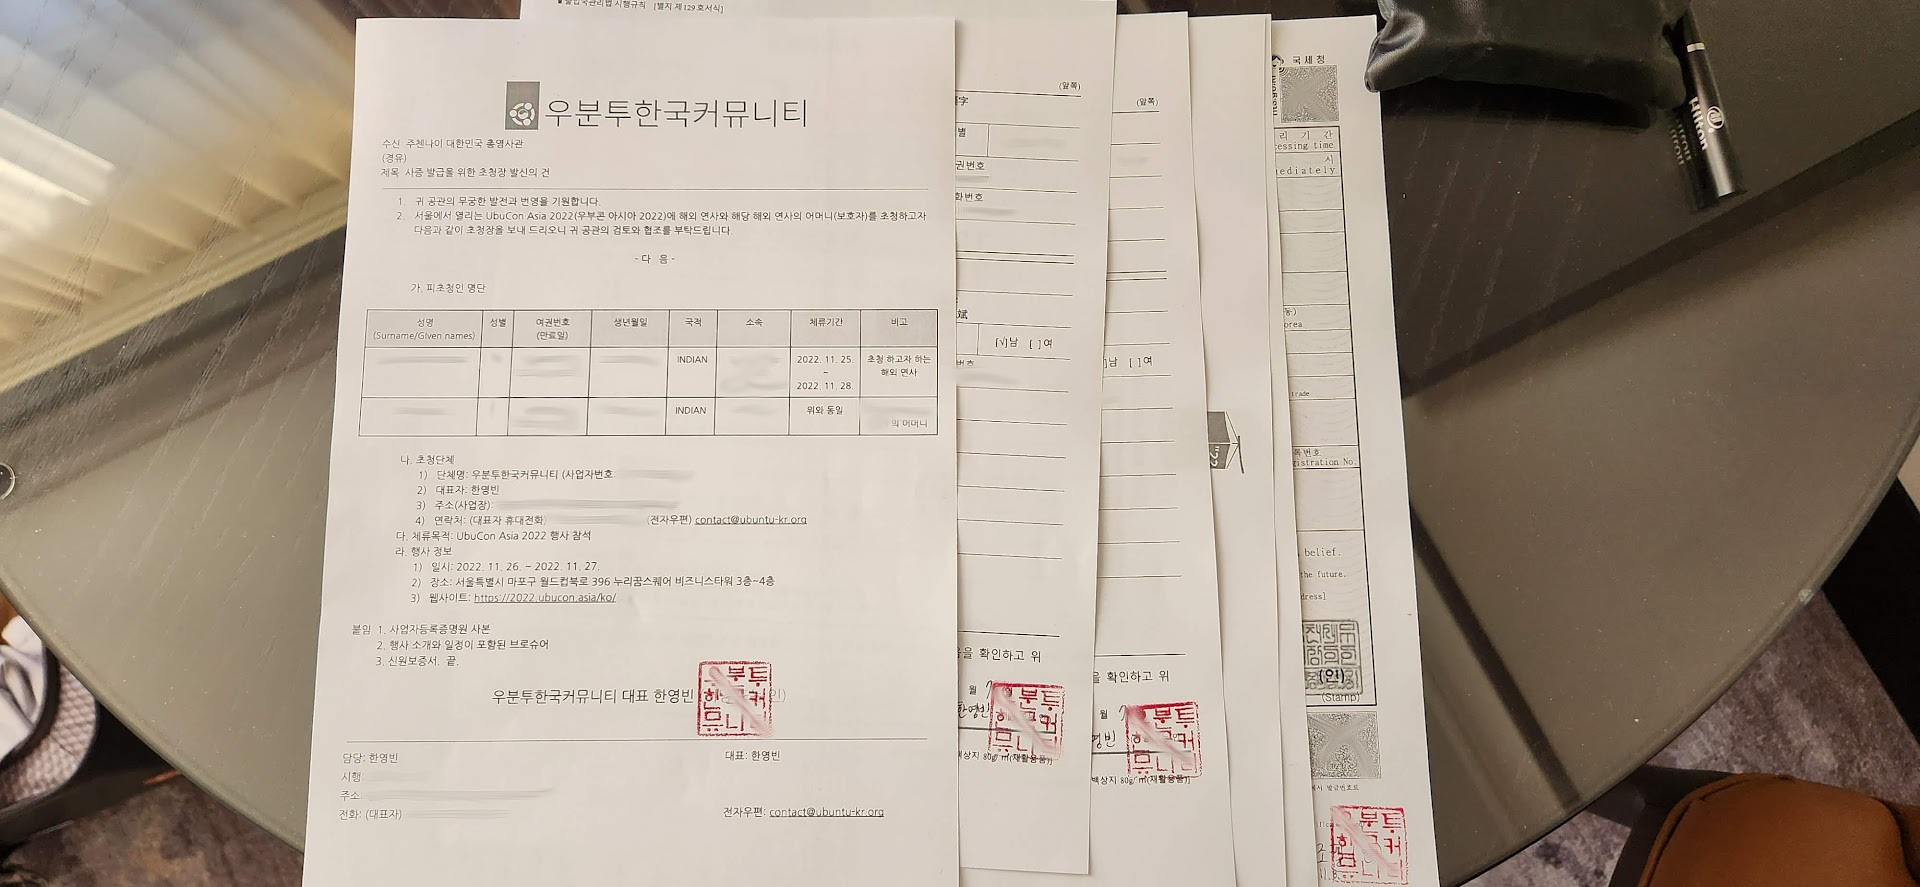 우분투한국커뮤니티
수신 주첸나이 대한민국 총영사관
(경유)
제목 사증 발급을 위한 초청장 발신의 건
1. 귀 공관의 무궁한 발전과 번영을 기원합니다.
2. 서울에서 열리는 UbuCon Asia 2022(우부콘 아시아 2022)에 해외 연사와 해당 해외 연사의 어머니(보호자)를 초청하고자
다음과 같이 초청장을 보내 드리오니 귀 공관의 검토와 협조를 부탁드립니다.
- 다 음 -
가. 피초청인 명단
성명 성별 여권번호 생년월일 국적 소속 체류기간 비고
(Surname/Given names) (만료일)
INDIAN 2022. 11. 25. 초청 하고자 하는
~ 해외 연사
2022. 11. 28.
INDIAN 위와 동일
의 어머니
나. 초청단체
1) 단체명: 우분투한국커뮤니티 (사업자번호:
2) 대표자: 한영빈
3) 주소(사업장):
4) 연락처: (대표자 휴대전화) (전자우편) contact@ubuntu-kr.org
다. 체류목적: UbuCon Asia 2022 행사 참석
라. 행사 정보
1) 일시: 2022. 11. 26. ~ 2022. 11. 27.
2) 장소: 서울특별시 마포구 월드컵북로 396 누리꿈스퀘어 비즈니스타워 3층~4층
3) 웹사이트: https://2022.ubucon.asia/ko/
붙임 1. 사업자등록증명원 사본
2. 행사 소개와 일정이 포함된 브로슈어
3. 신원보증서. 끝.
우분투한국커뮤니티 대표 한영빈
담당: 한영빈 대표: 한영빈
시행:
주소:
전화: (대표자) 전자우편: contact@ubuntu-kr.org
출입국관리법 시행규칙 [별지 제129호서식]
(앞쪽)
별
권번호
화번호
[√]남 [ ]여
번호
을 확인하고 위
월
한영빈
백상지 80g/㎡(재활용품)]
(앞쪽)
]남 [ ]여
을 확인하고 위
월
영빈
백상지 80g/㎡(재활용품)]
국세청
리 기 간
cessing time
시
mediately
orea
trade
록번호
gistration No.
belief.
the future.
dress]
(인)
(Stamp)
Hilton